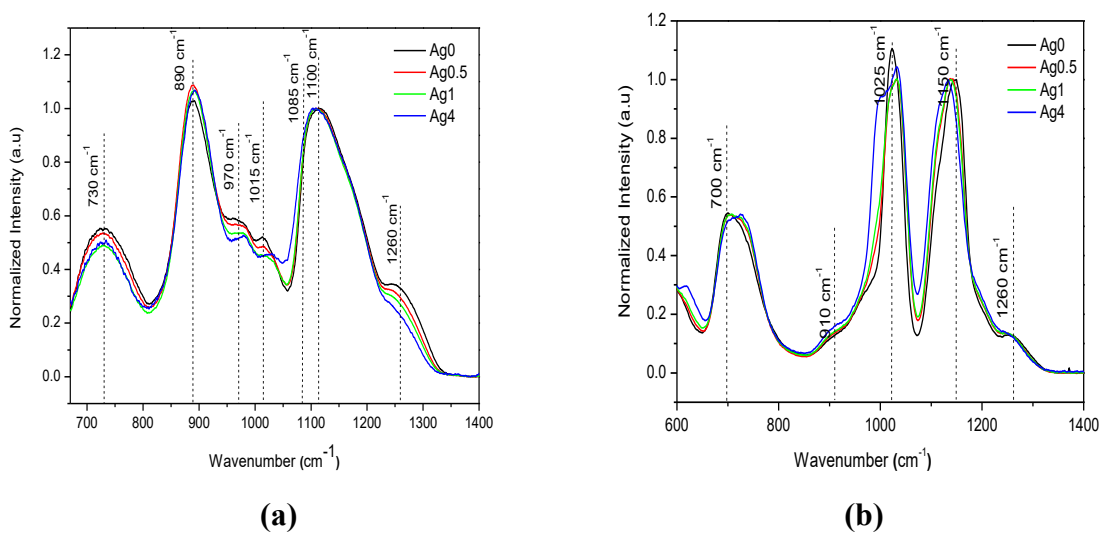 1.2
1.0
0.8
0.6
0.4
0.2
0.0
Normalized Intensity (a.u)
730 cm-1
890 cm-1
970 cm-1
1015 cm-1
1085 cm-1
1100 cm-1
1260 cm-1
Ag0
Ag0.5
Ag1
Ag4
700 800 900 1000 1100 1200 1300 1400
Wavenumber (cm-1)
(a)
1.2
1.0
0.8
0.6
0.4
0.2
0.0
Normalized Intensity (a.u)
700 cm-1
910 cm-1
1025 cm-1
1150 cm-1
1260 cm-1
Ag0
Ag0.5
Ag1
Ag4
600 800 1000 1200 1400
Wavenumber (cm-1)
(b)